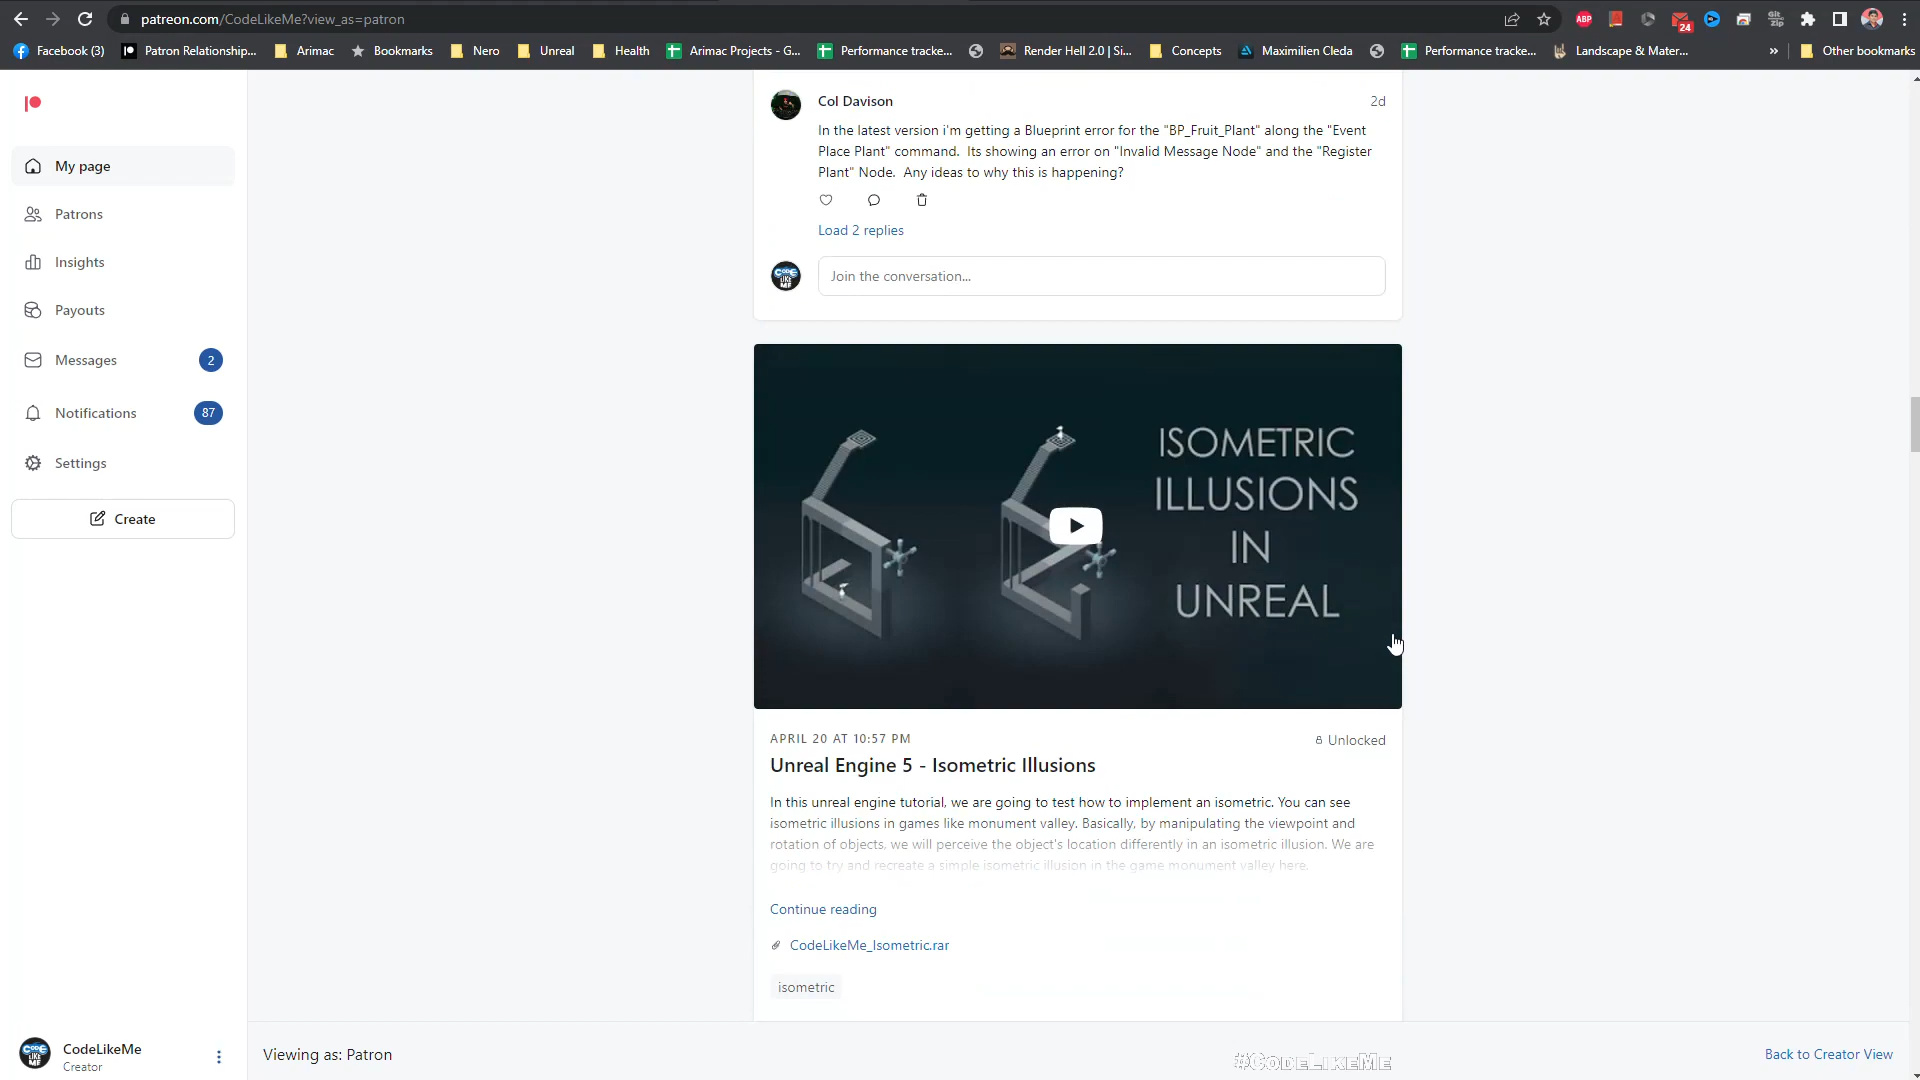 patreon.com/CodeLikeMe?view_as=patron
ABP
24
Git
zip
Facebook (3)
Patron Relationship...
Arimac
Bookmarks
Nero
Unreal
Health
Arimac Projects - G...
Performance tracke...
Render Hell 2.0 | Si...
Concepts
Maximilien Cleda
Performance tracke...
Landscape & Mater...
»
Other bookmarks
My page
Patrons
Insights
Payouts
Messages
2
Notifications
87
Settings
Create
CodeLikeMe
Creator
Col Davison
2d
In the latest version i'm getting a Blueprint error for the "BP_Fruit_Plant" along the "Event
Place Plant" command.  Its showing an error on "Invalid Message Node" and the "Register
Plant" Node.  Any ideas to why this is happening?
Load 2 replies
CODE
LIKE
ME
Join the conversation...
ISOMETRIC
ILLUSIONS
IN
UNREAL
APRIL 20 AT 10:57 PM
Unlocked
Unreal Engine 5 - Isometric Illusions
In this unreal engine tutorial, we are going to test how to implement an isometric. You can see
isometric illusions in games like monument valley. Basically, by manipulating the viewpoint and
rotation of objects, we will perceive the object's location differently in an isometric illusion. We are
going to try and recreate a simple isometric illusion in the game monument valley here.
Continue reading
CodeLikeMe_Isometric.rar
isometric
Viewing as: Patron
#CodeLikeMe
Back to Creator View